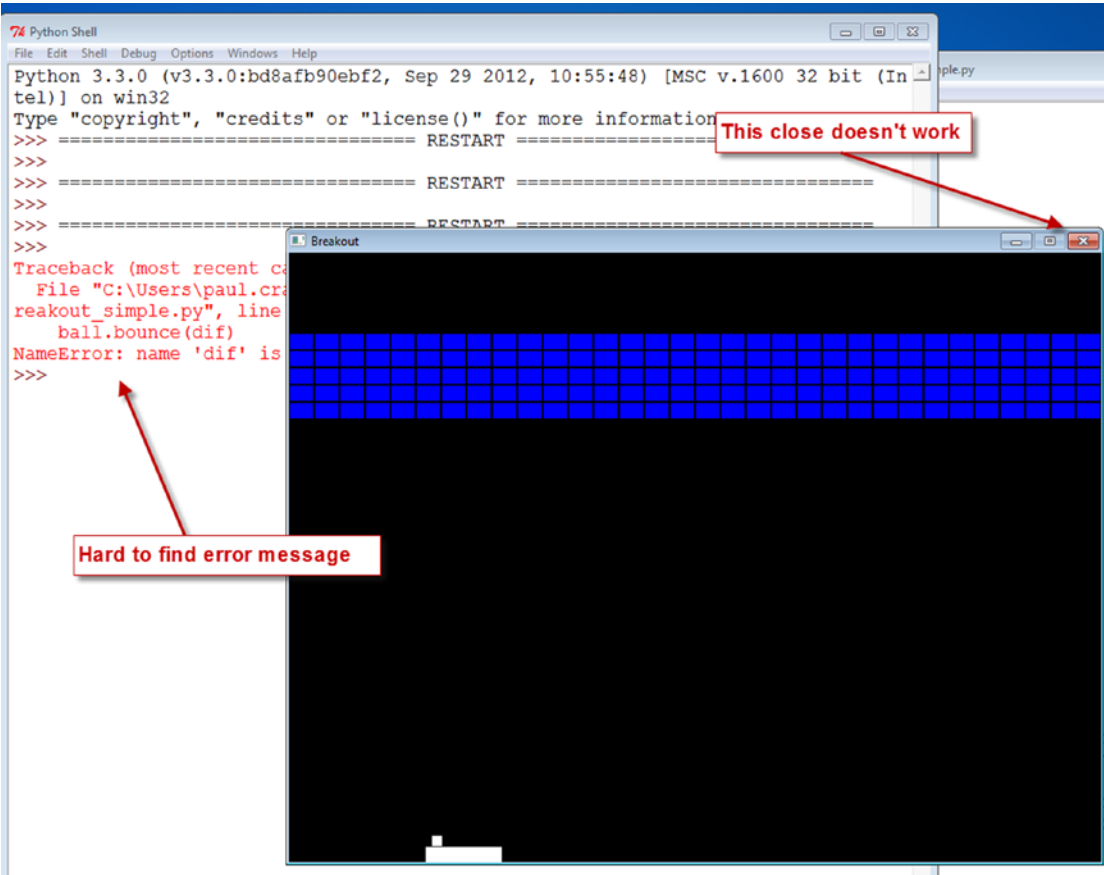 Python Shell
File Edit Shell Debug Options Windows Help
Python 3.3.0 (v3.3.0:bd8afb90ebf2, Sep 29 2012, 10:55:48) [MSC v.1600 32 bit (In
tel)] on win32
Type "copyright", "credits" or "license()" for more information
>>> ================================ RESTART ================
>>>
>>> ================================ RESTART ================================
>>>
>>> ================================ RESTART ================================
>>>
Traceback (most recent ca
File "C:\Users\paul.cra
reakout_simple.py", line
ball.bounce(dif)
NameError: name 'dif' is
>>>
ple.py
This close doesn't work
Breakout
Hard to find error message